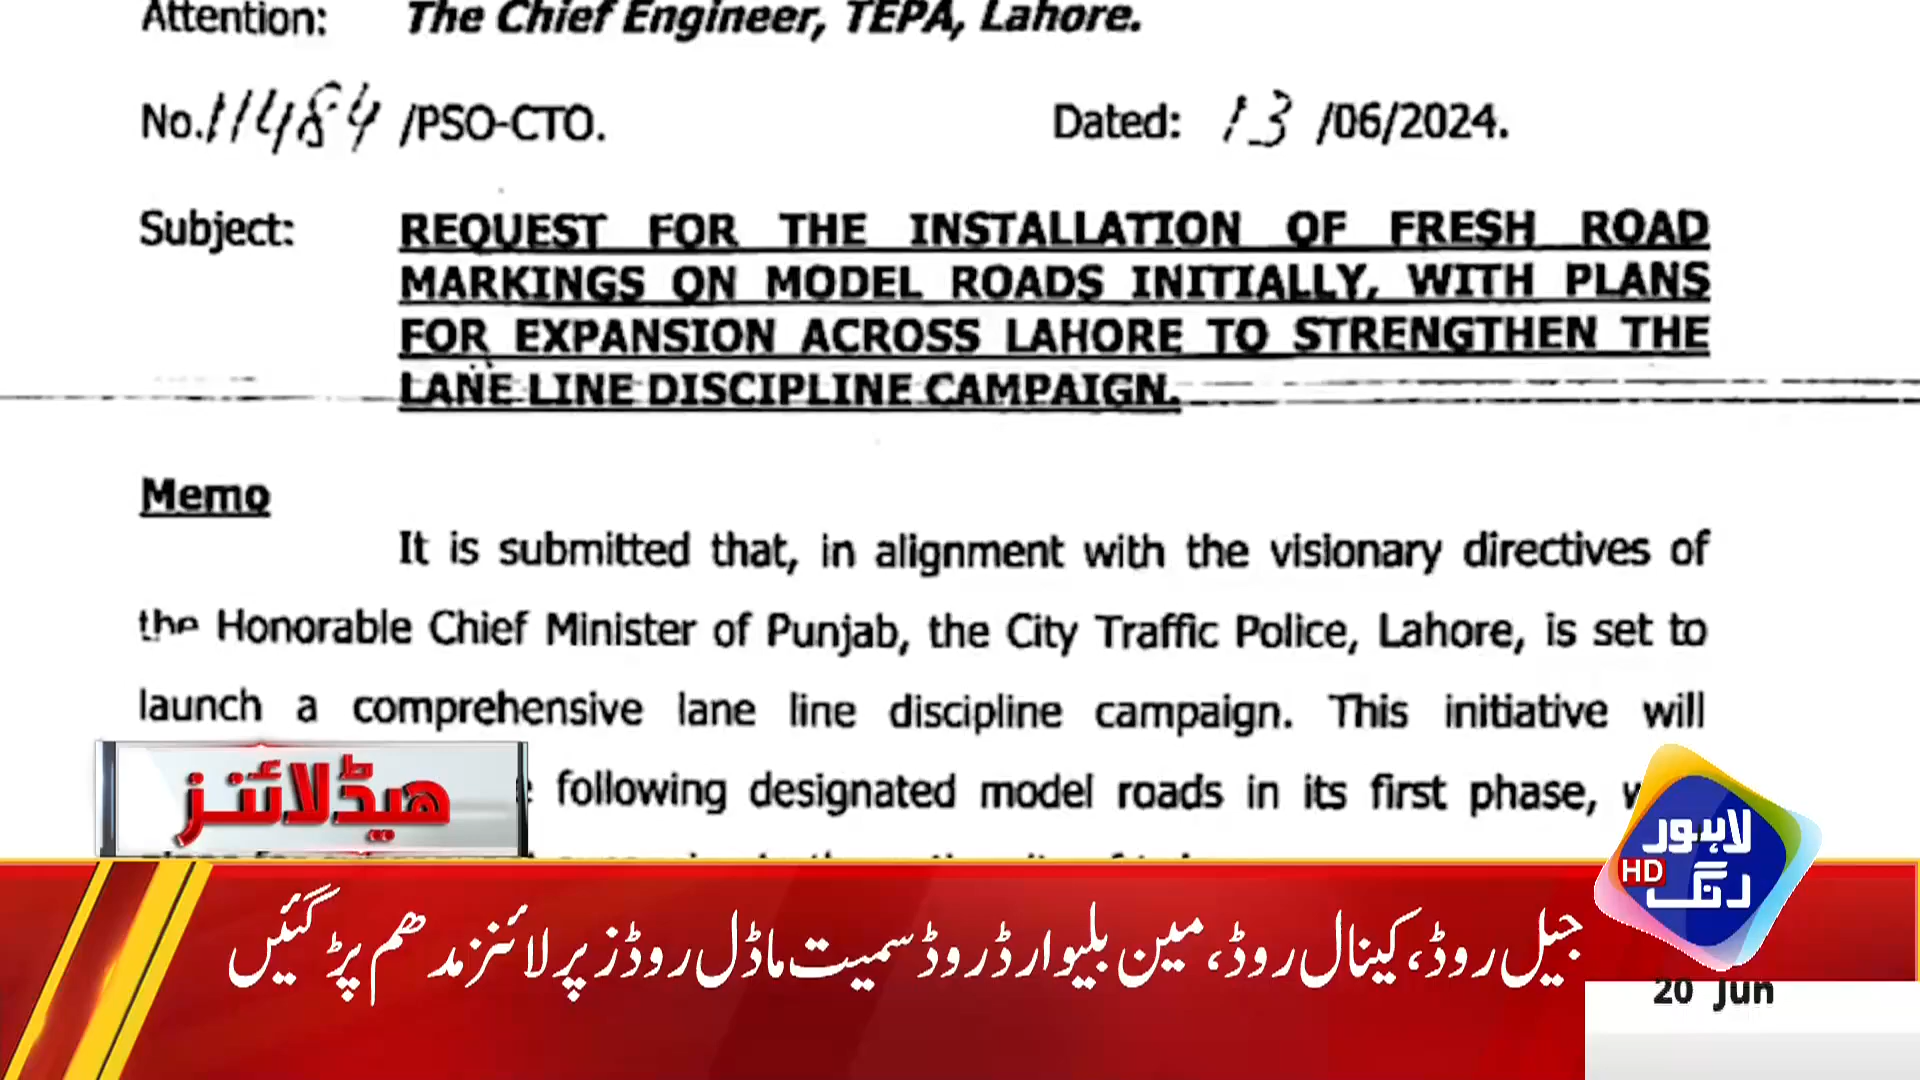 Attention: The Chief Engineer, TEPA, Lahore.
No.11484 /PSO-CTO. Dated: 13 /06/2024.
Subject: REQUEST FOR THE INSTALLATION OF FRESH ROAD
MARKINGS ON MODEL ROADS INITIALLY, WITH PLANS
FOR EXPANSION ACROSS LAHORE TO STRENGTHEN THE
LANE LINE DISCIPLINE CAMPAIGN.
Memo
It is submitted that, in alignment with the visionary directives of
the Honorable Chief Minister of Punjab, the City Traffic Police, Lahore, is set to
launch a comprehensive lane line discipline campaign. This initiative will
following designated model roads in its first phase,
ھیڈلائنز
لاہور
HD
رنگ
جیل روڈ، کینال روڈ، مین بلیوارڈ روڈ سمیت ماڈل روڈز پر لائنز مدھم پڑ گئیں
20 Jun